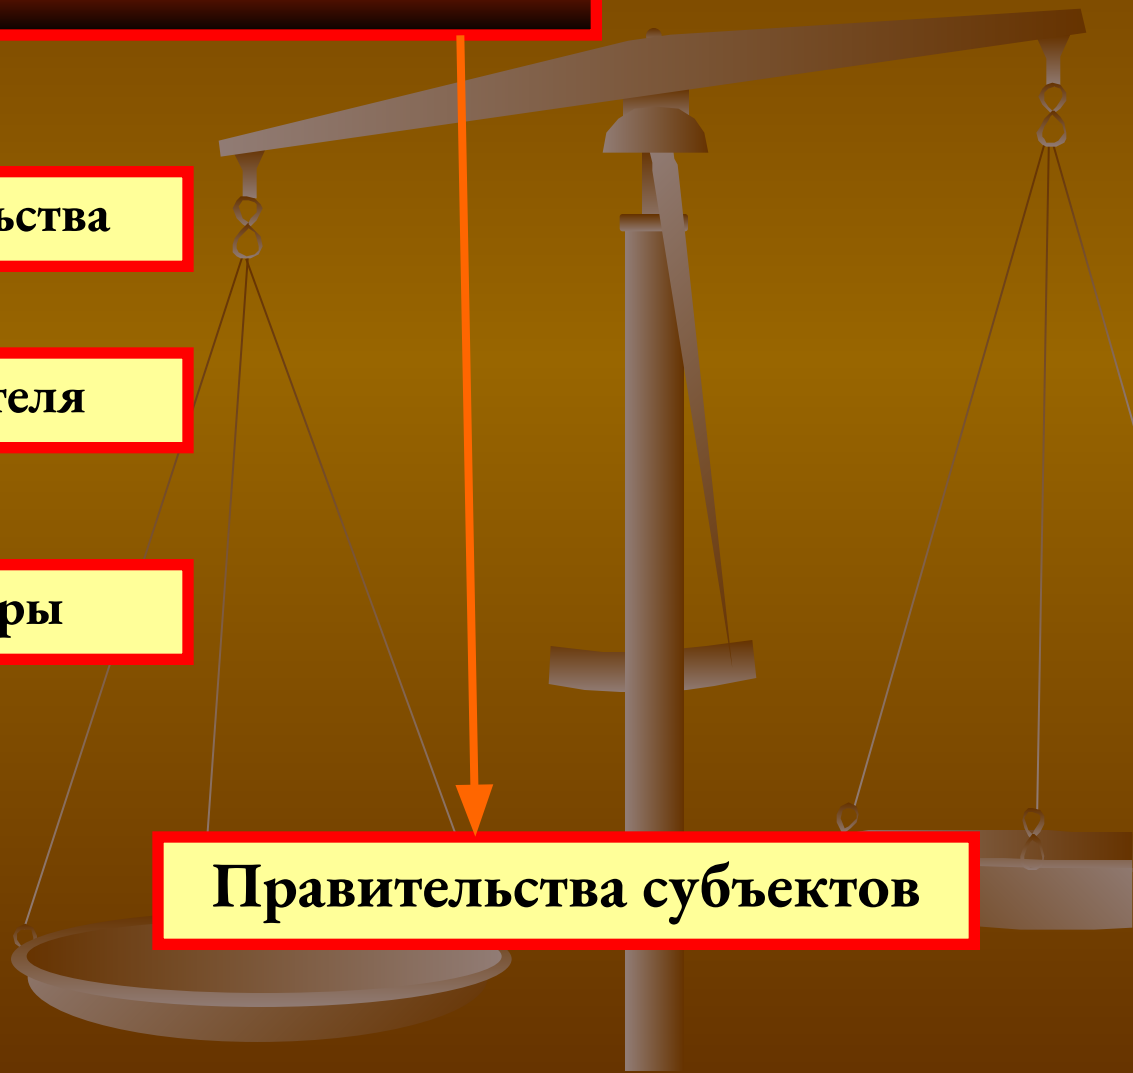 ьства
теля
ры
Правительства субъектов